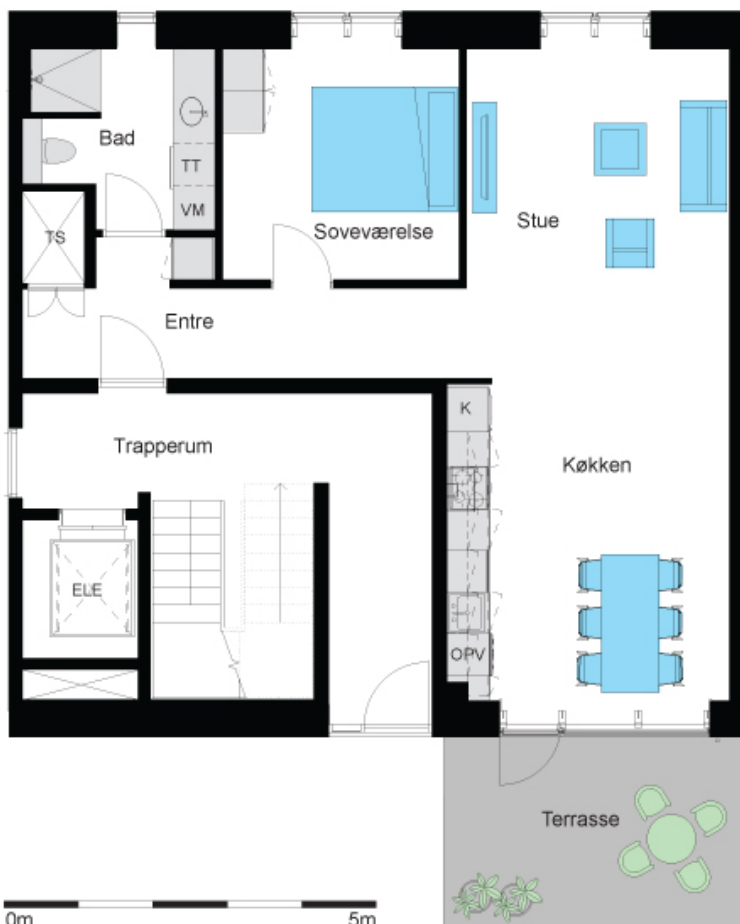 Bad
TT
VM
TS
Soveværelse
Stue
Entre
K
Trapperum
Køkken
ELE
OPV
Terrasse
0m 5m